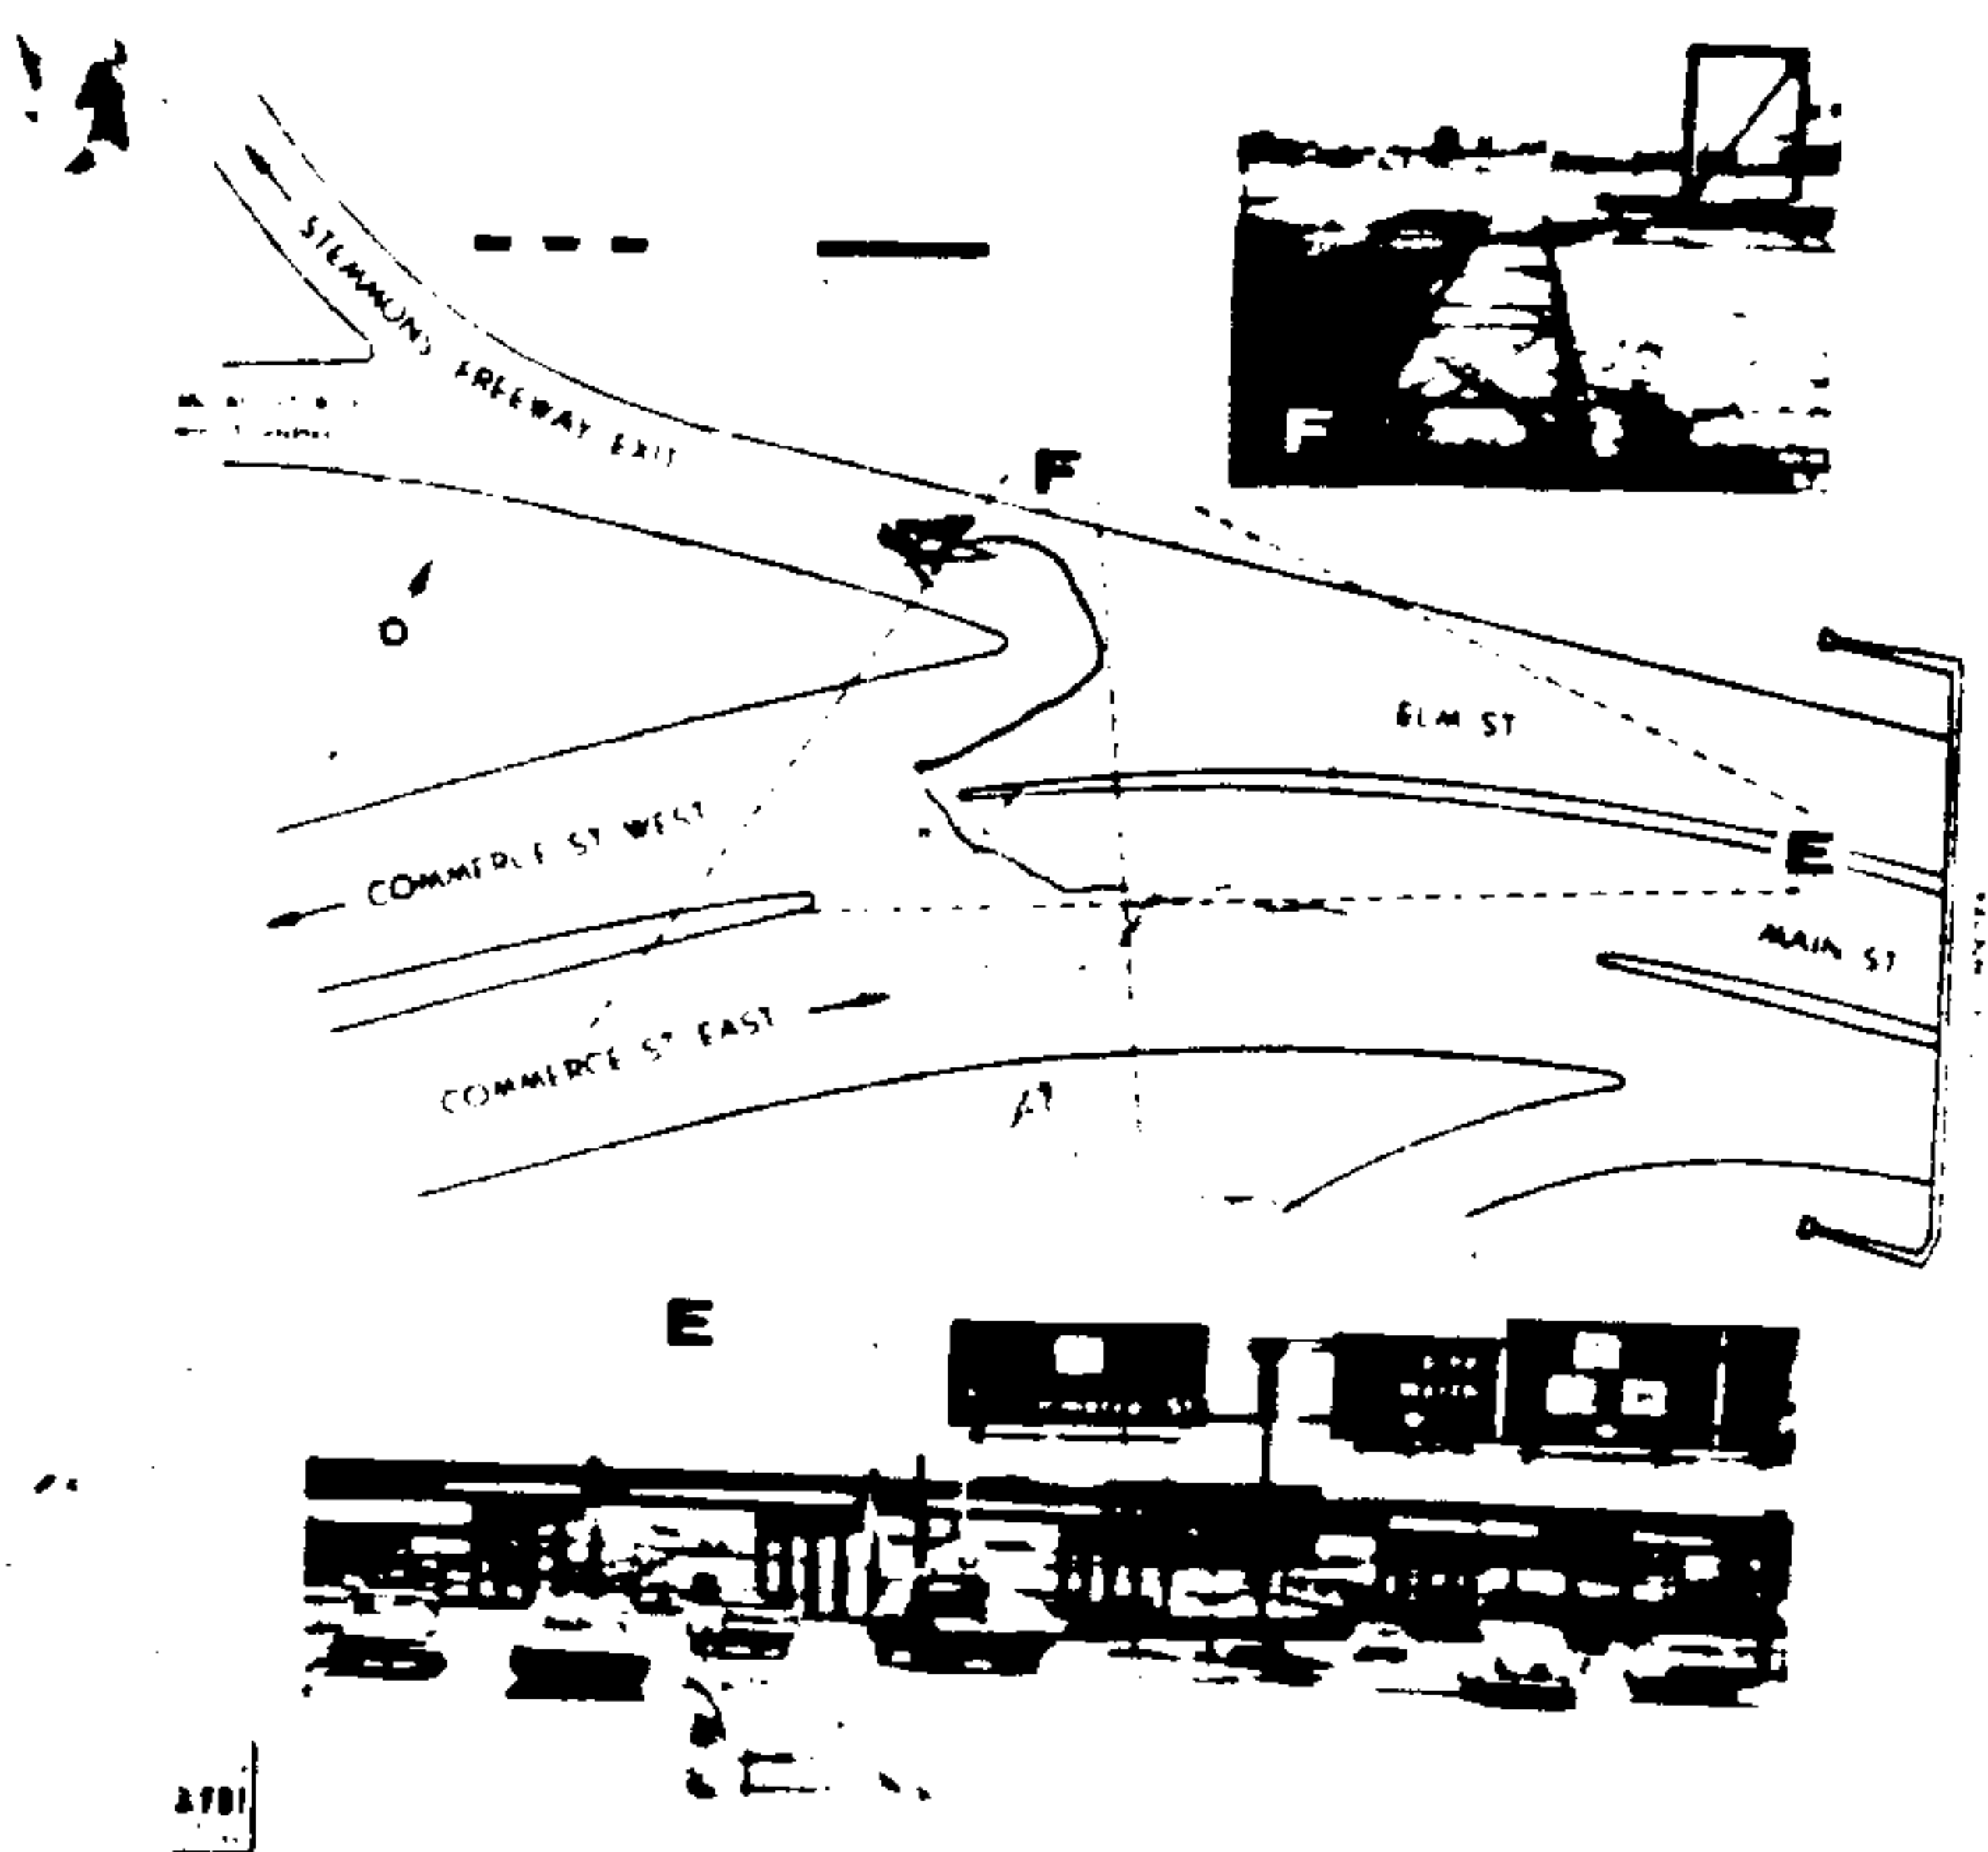 STEMMONS FREEWAY EXIT
F
F
ELM ST
E
MAIN ST
COMMERCE ST WEST
COMMERCE ST EAST
E